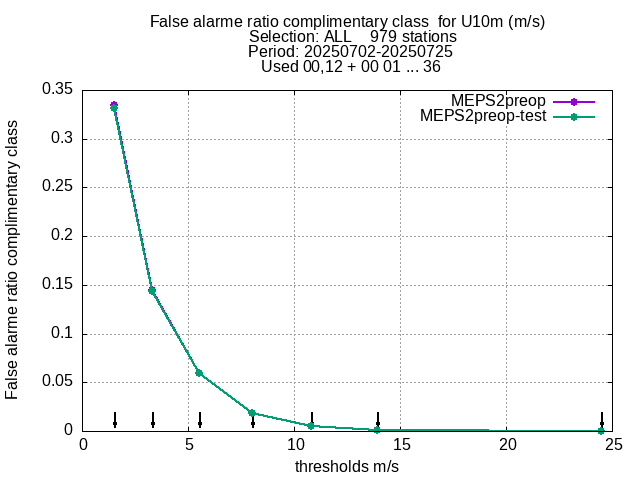 False alarme ratio complimentary class  for U10m (m/s)
Selection: ALL    979 stations
Period: 20250702-20250725
Used 00,12 + 00 01 ... 36
MEPS2preop
MEPS2preop-test
False alarme ratio complimentary class
0.35
0.3
0.25
0.2
0.15
0.1
0.05
0
0 5 10 15 20 25
thresholds m/s